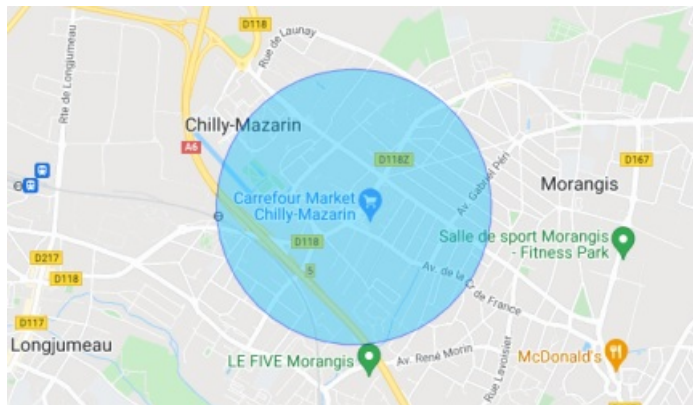 D118
Rue de Launay
Rte de Longjumeau
Chilly-Mazarin
A6
D118Z
D167
Av. Gabriel Péri
Morangis
Carrefour Market
Chilly-Mazarin
D118
Salle de sport Morangis
- Fitness Park
D217
D118
5
Av. de la Cr de France
D117
Longjumeau
LE FIVE Morangis
Av. René Morin
Rue Lavoisier
McDonald's